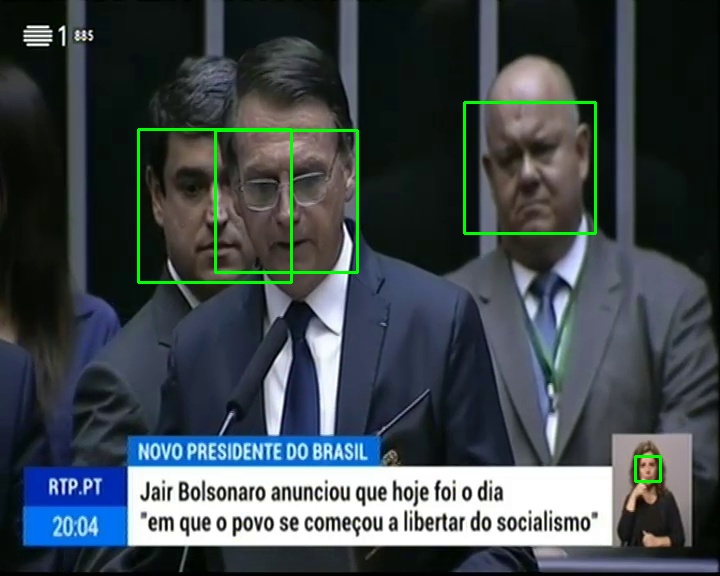 1 885
NOVO PRESIDENTE DO BRASIL
RTP.PT
Jair Bolsonaro anunciou que hoje foi o dia
20:04
"em que o povo se começou a libertar do socialismo"